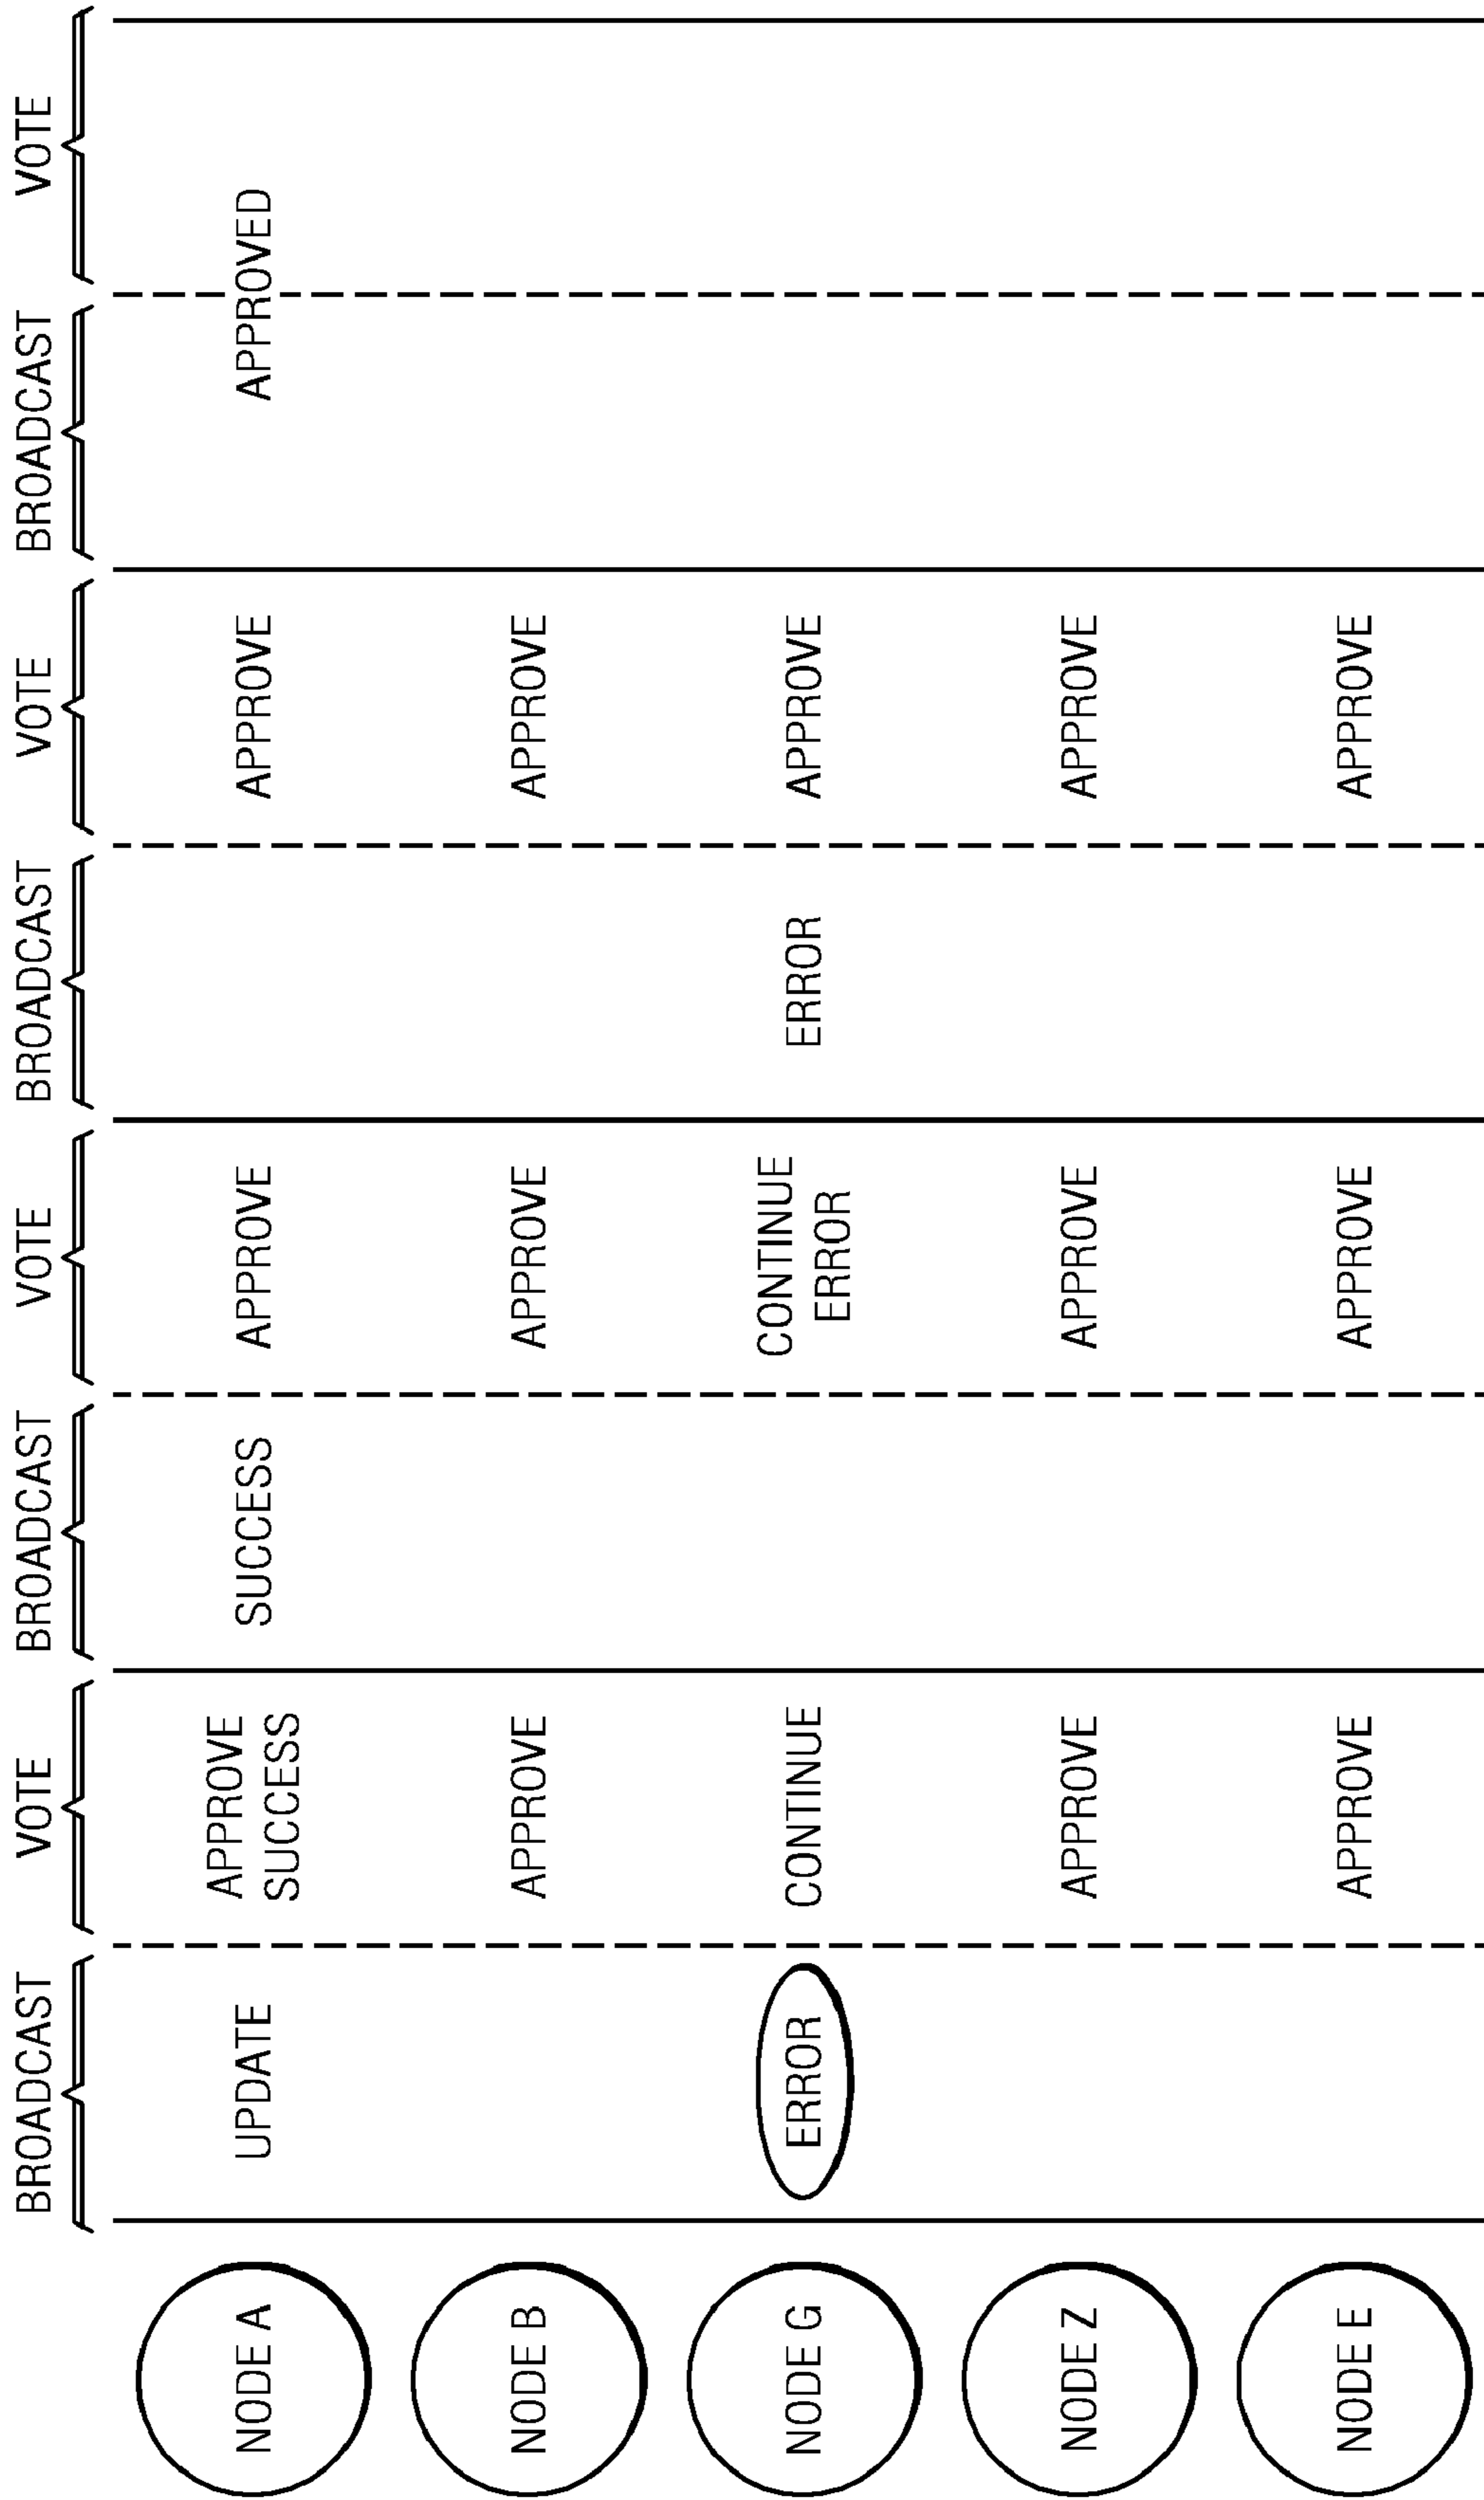 BROADCAST
VOTE
BROADCAST
VOTE
BROADCAST
VOTE
BROADCAST
VOTE
NODE A
UPDATE
APPROVE
SUCCESS
SUCCESS
APPROVE
APPROVE
APPROVED
NODE B
APPROVE
APPROVE
APPROVE
NODE G
ERROR
CONTINUE
CONTINUE
ERROR
ERROR
APPROVE
NODE Z
APPROVE
APPROVE
APPROVE
NODE E
APPROVE
APPROVE
APPROVE